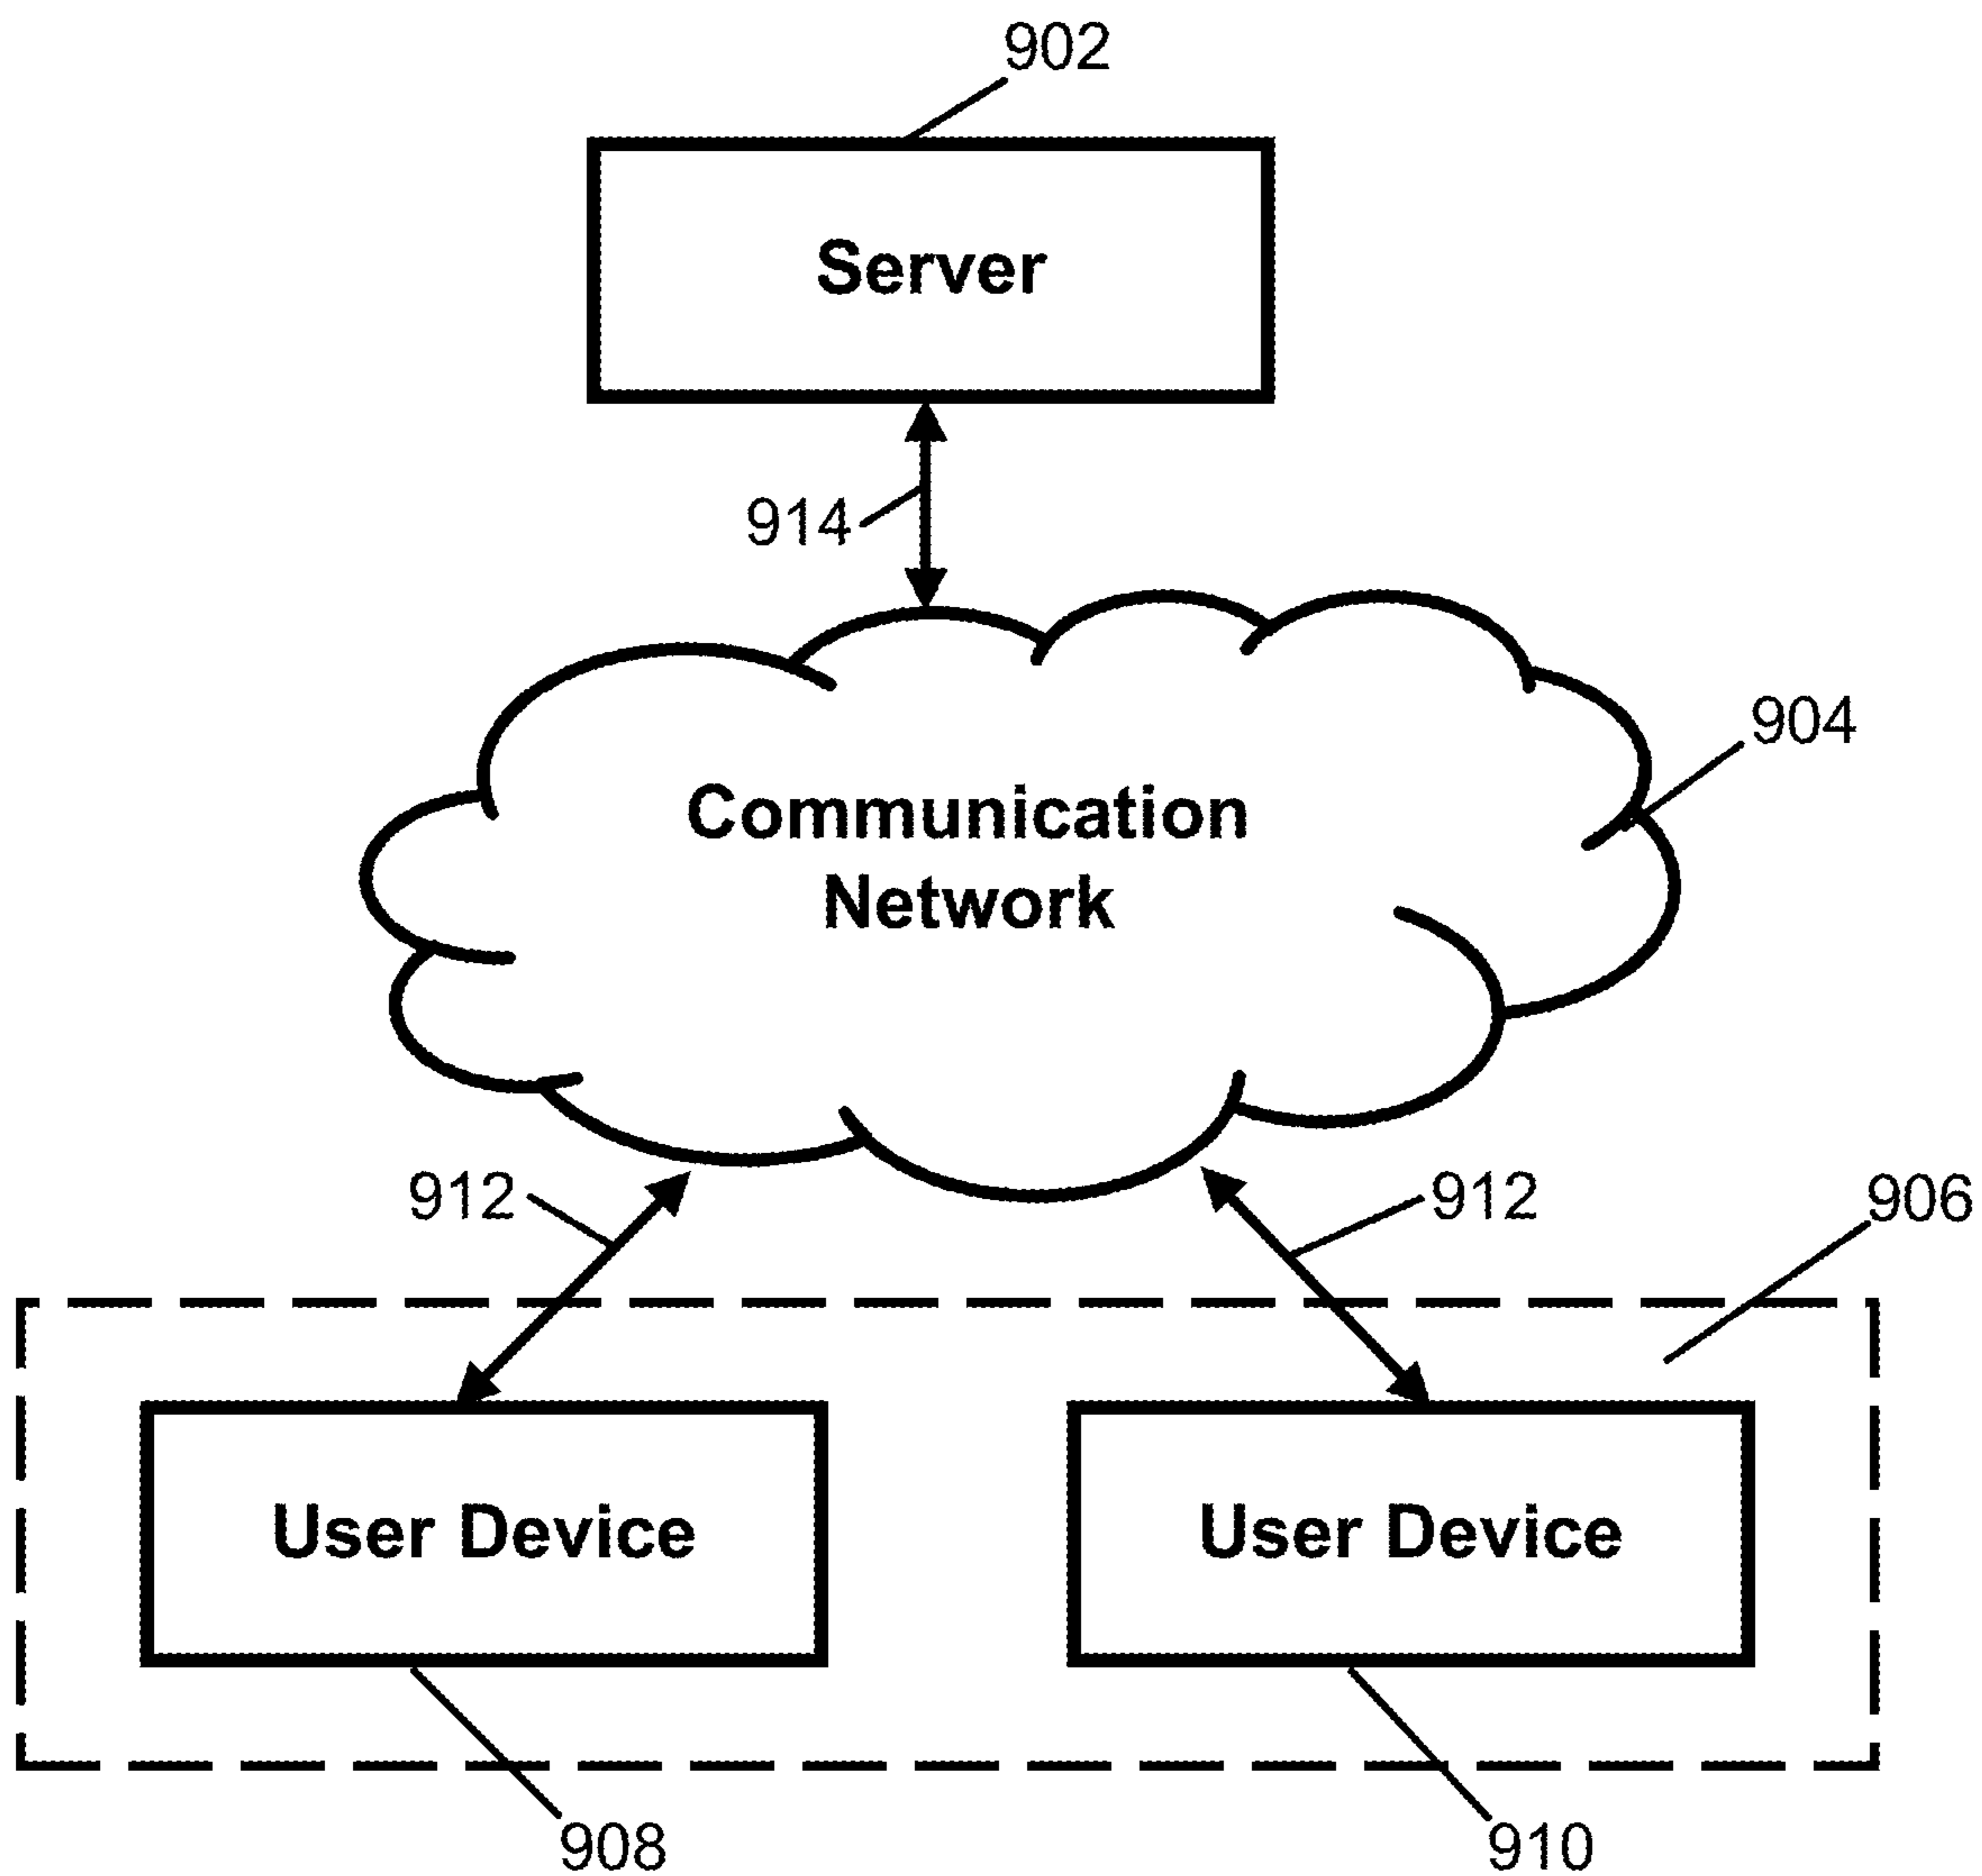 902
Server
914
904
Communication
Network
912
912
906
User Device
User Device
908
910